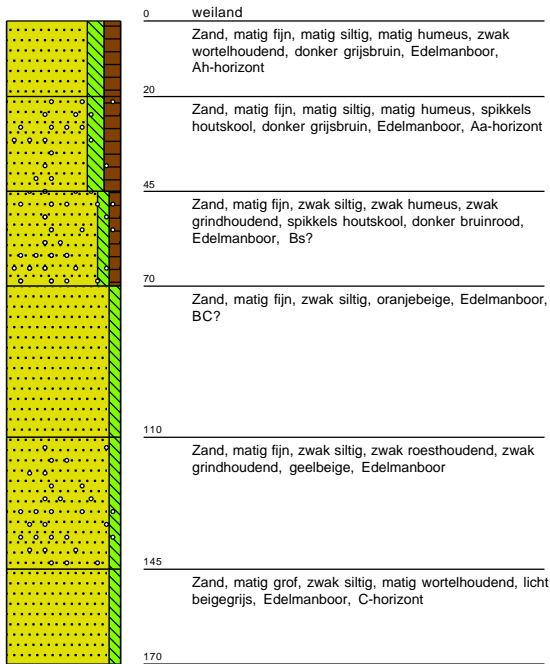 0 weiland
Zand, matig fijn, matig siltig, matig humeus, zwak
wortelhoudend, donker grijsbruin, Edelmanboor,
Ah-horizont
20
Zand, matig fijn, matig siltig, matig humeus, spikkels
houtskool, donker grijsbruin, Edelmanboor, Aa-horizont
45
Zand, matig fijn, zwak siltig, zwak humeus, zwak
grindhoudend, spikkels houtskool, donker bruinrood,
Edelmanboor, Bs?
70
Zand, matig fijn, zwak siltig, oranjebeige, Edelmanboor,
BC?
110
Zand, matig fijn, zwak siltig, zwak roesthoudend, zwak
grindhoudend, geelbeige, Edelmanboor
145
Zand, matig grof, zwak siltig, matig wortelhoudend, licht
beigegrijs, Edelmanboor, C-horizont
170